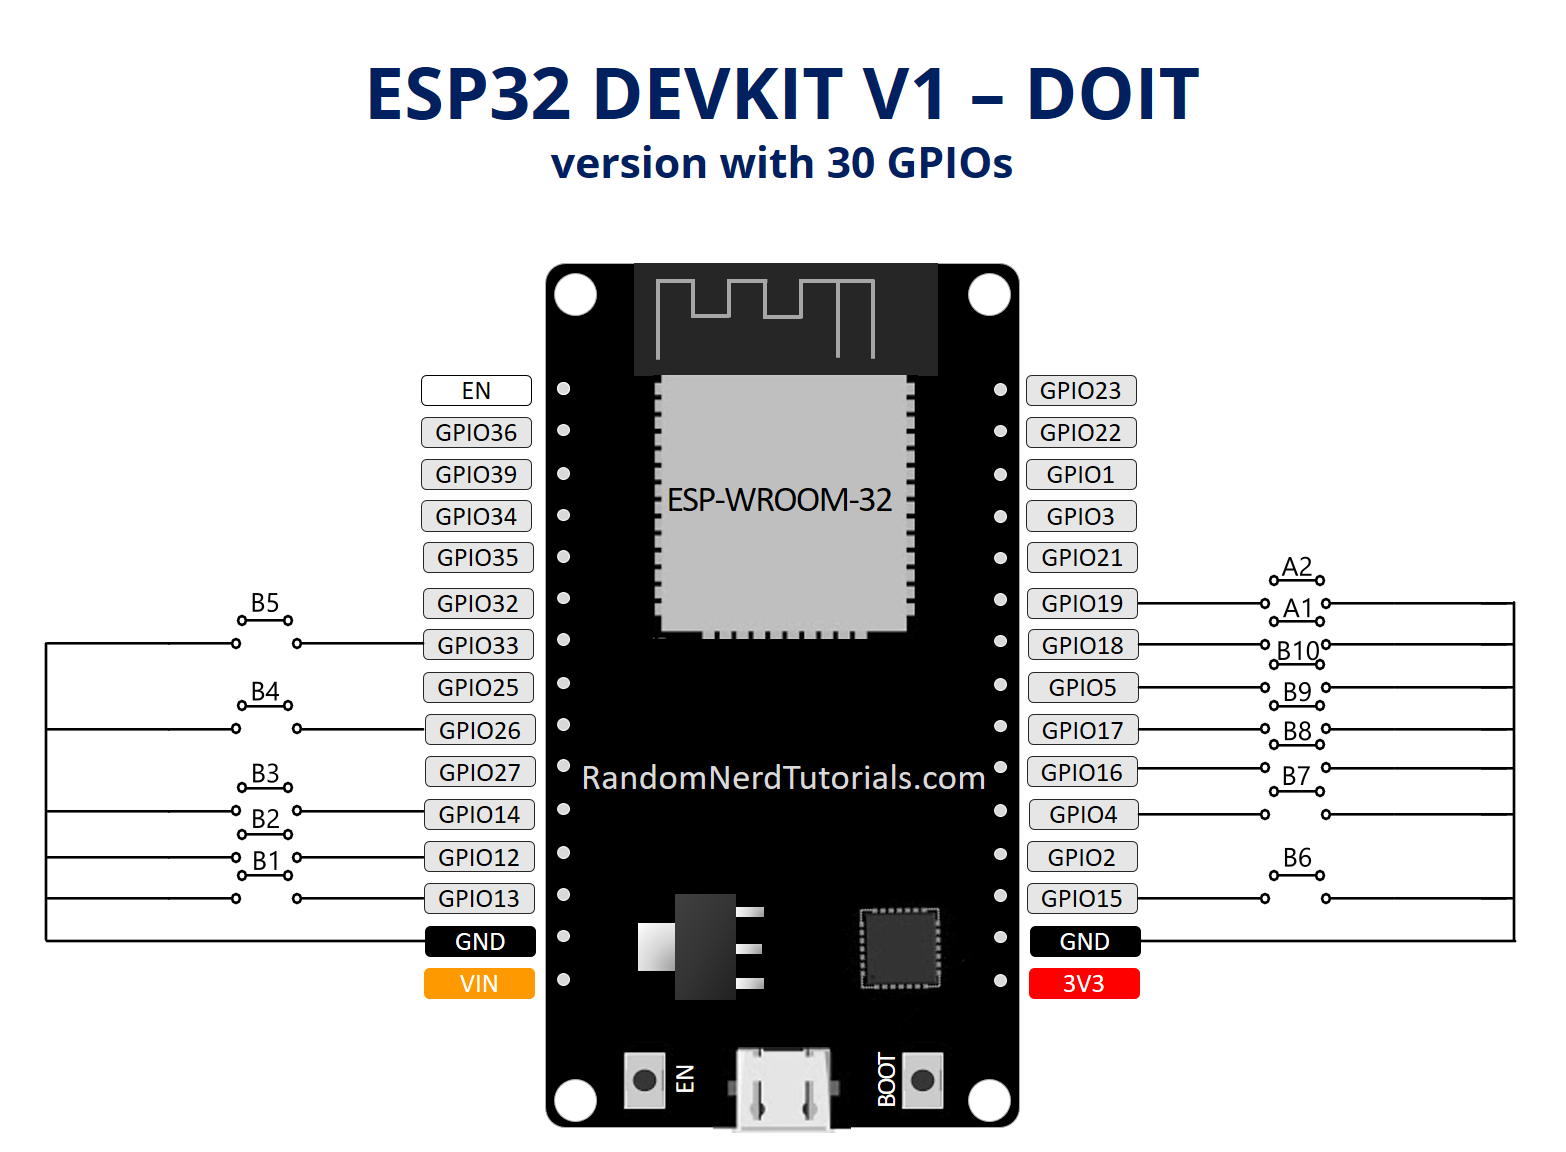 ESP32 DEVKIT V1 – DOIT
version with 30 GPIOs
EN
GPIO36
GPIO39
GPIO34
GPIO35
GPIO32
GPIO33
GPIO25
GPIO26
GPIO27
GPIO14
GPIO12
GPIO13
GND
VIN
B5
B4
B3
B2
B1
ESP-WROOM-32
RandomNerdTutorials.com
EN
BOOT
GPIO23
GPIO22
GPIO1
GPIO3
GPIO21
GPIO19
GPIO18
GPIO5
GPIO17
GPIO16
GPIO4
GPIO2
GPIO15
GND
3V3
A2
A1
B10
B9
B8
B7
B6